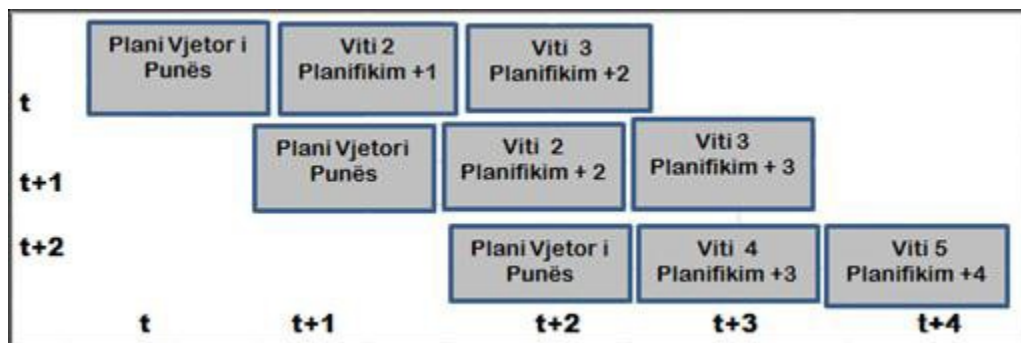 Plani Vjetor i
Punës
Viti 2
Planifikim +1
Viti 3
Planifikim +2
t
Plani Vjetori
Punës
Viti 2
Planifikim + 2
Viti 3
Planifikim + 3
t+1
Plani Vjetor i
Punës
Viti 4
Planifikim +3
Viti 5
Planifikim +4
t+2
t
t+1
t+2
t+3
t+4